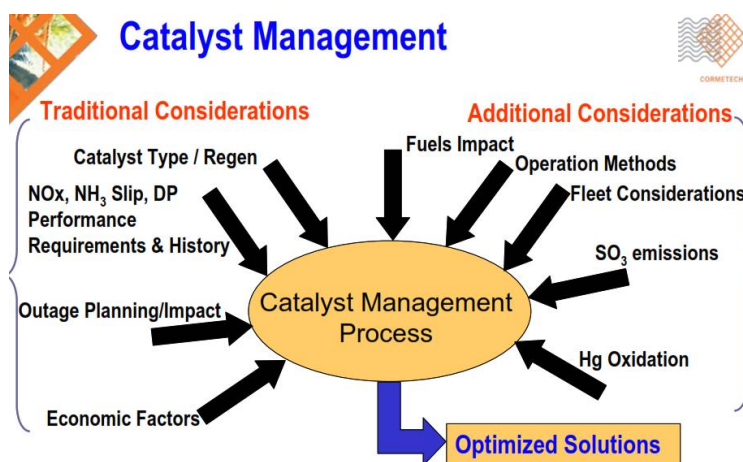 Catalyst Management
CORMETECH
Traditional Considerations
Additional Considerations
Catalyst Type / Regen
Fuels Impact
Operation Methods
NOx, NH₃ Slip, DP
Performance
Requirements & History
Fleet Considerations
SO₃ emissions
Outage Planning/Impact
Catalyst Management
Process
Hg Oxidation
Economic Factors
Optimized Solutions